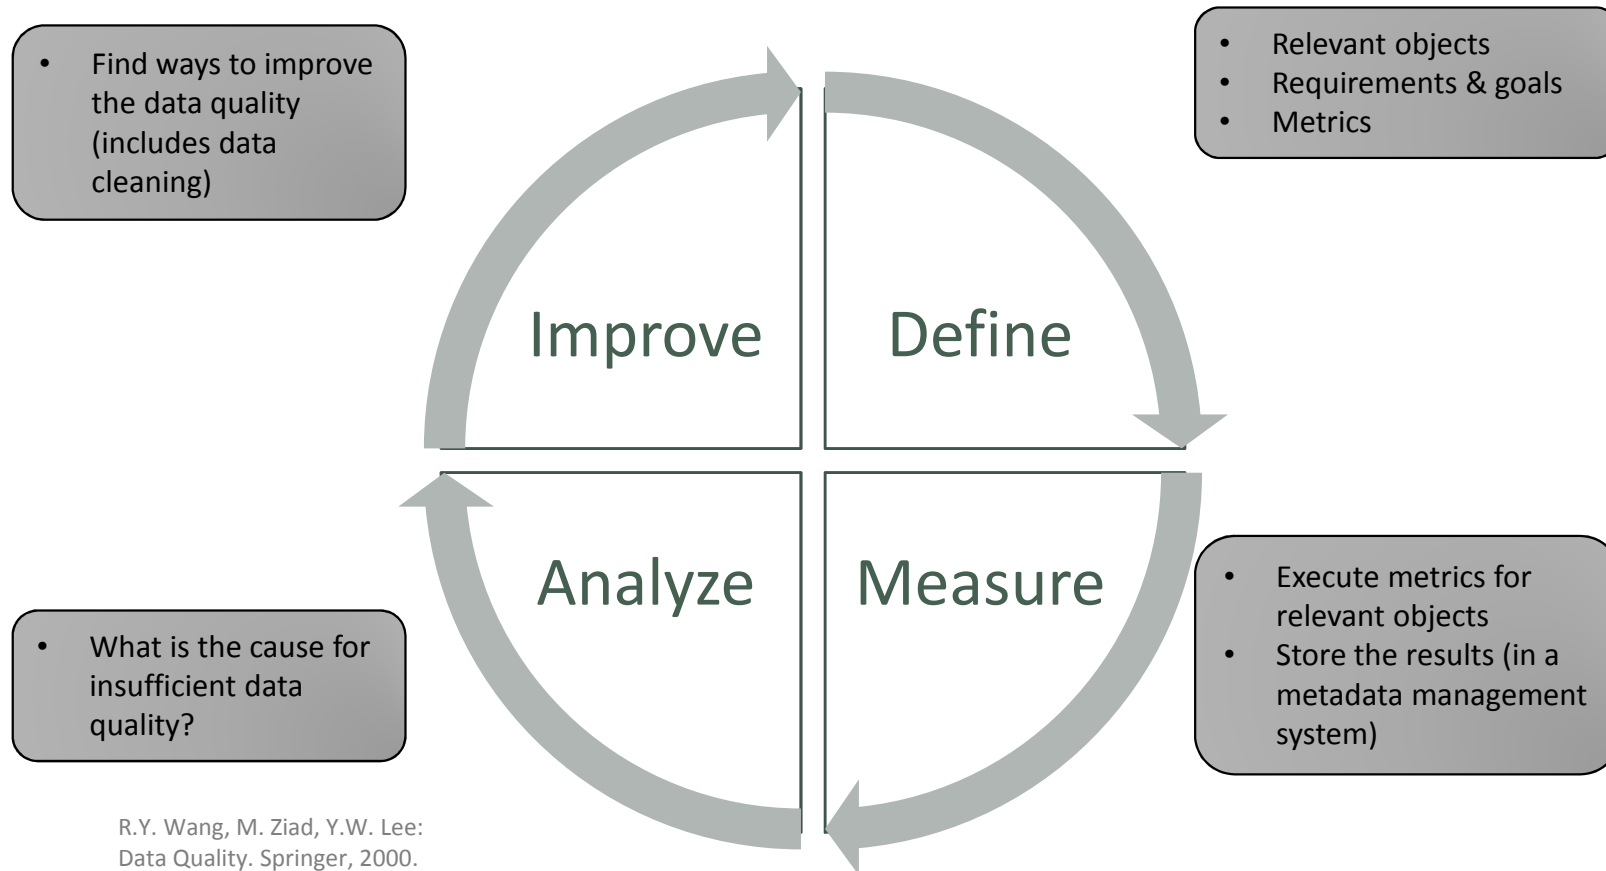 • Find ways to improve
the data quality
(includes data
cleaning)
• Relevant objects
• Requirements & goals
• Metrics
Improve
Define
Analyze
Measure
• What is the cause for
insufficient data
quality?
• Execute metrics for
relevant objects
• Store the results (in a
metadata management
system)
R.Y. Wang, M. Ziad, Y.W. Lee:
Data Quality. Springer, 2000.